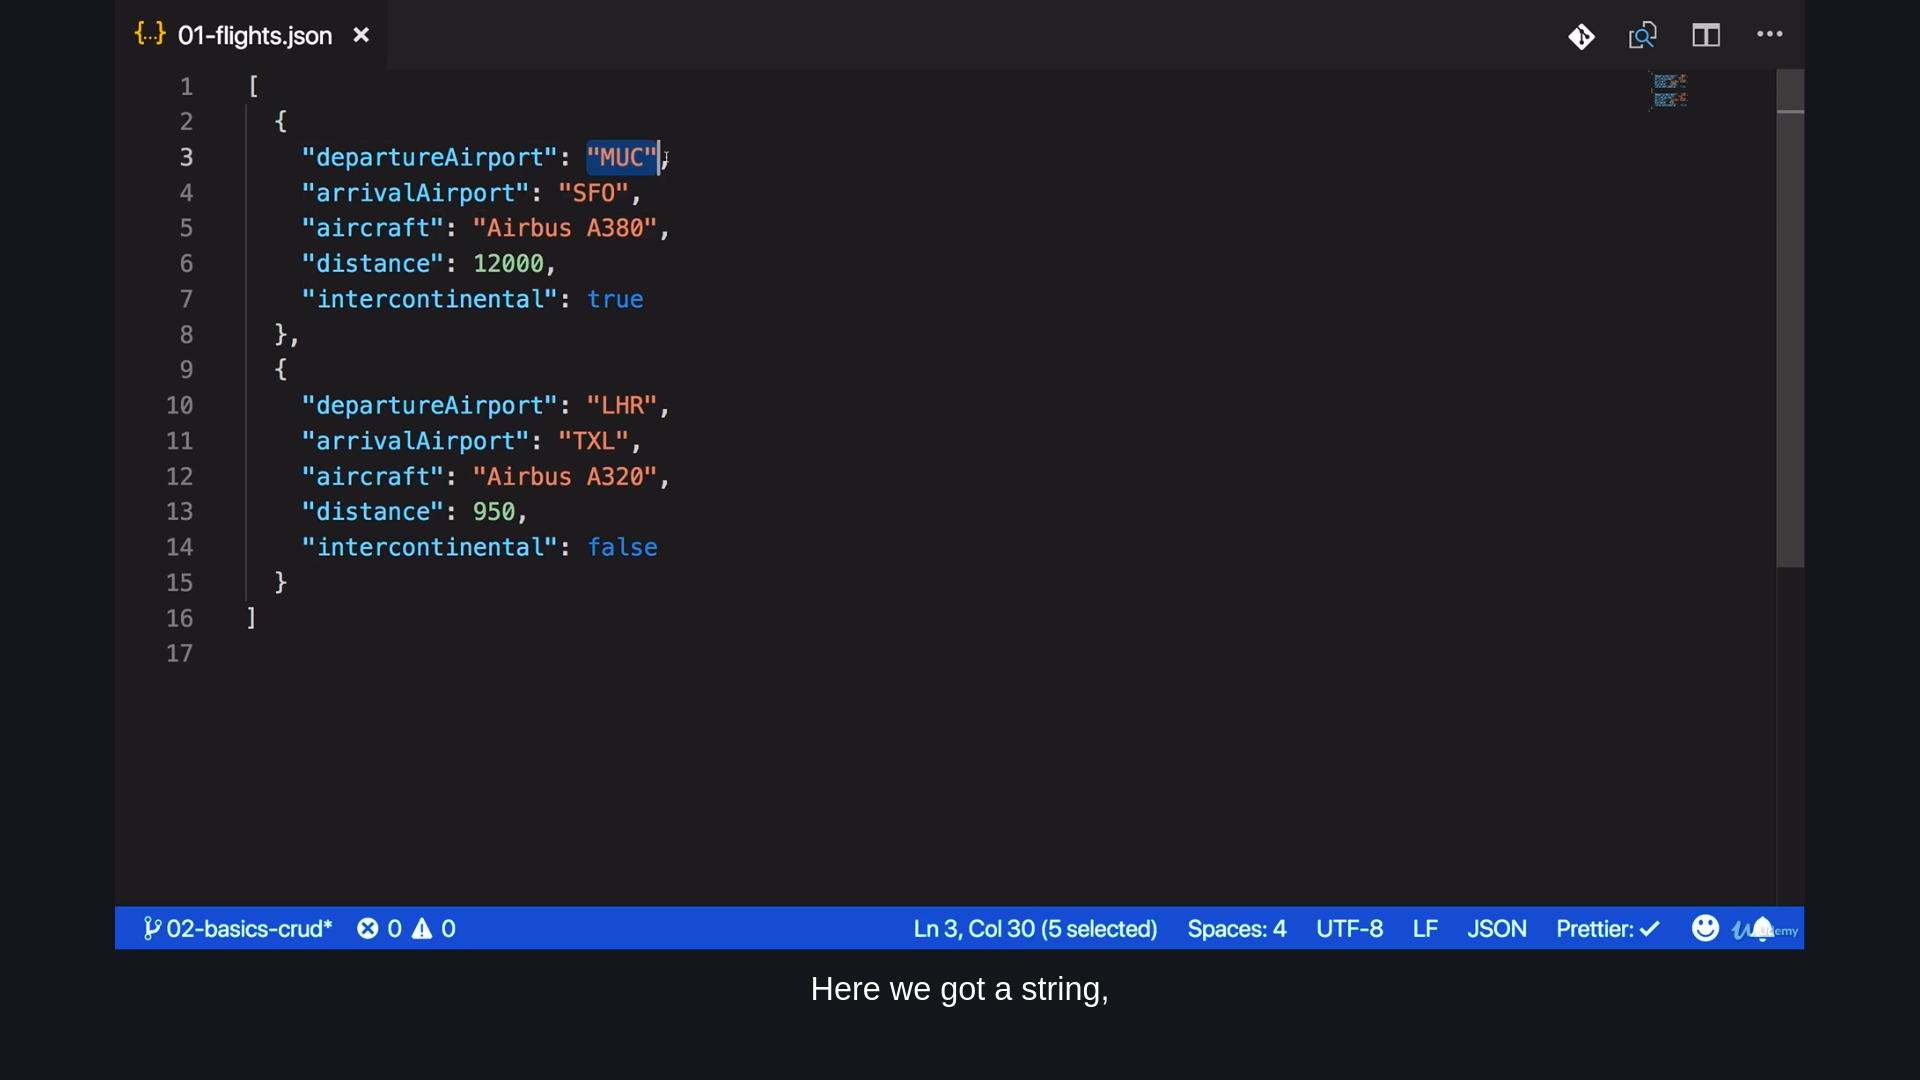 {...} 01-flights.json ×
1 [
2 {
3 "departureAirport": "MUC",
4 "arrivalAirport": "SFO",
5 "aircraft": "Airbus A380",
6 "distance": 12000,
7 "intercontinental": true
8 },
9 {
10 "departureAirport": "LHR",
11 "arrivalAirport": "TXL",
12 "aircraft": "Airbus A320",
13 "distance": 950,
14 "intercontinental": false
15 }
16 ]
17
02-basics-crud* 0 0 Ln 3, Col 30 (5 selected) Spaces: 4 UTF-8 LF JSON Prettier: ✓
Here we got a string,